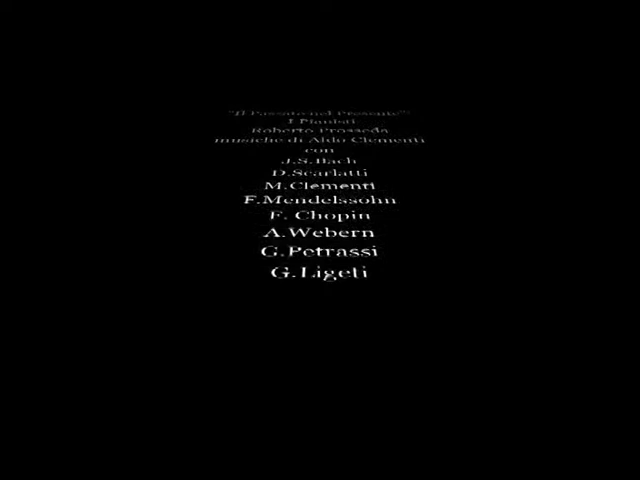 "Il Passato nel Presente"
I Pianisti
Roberto Prosseda
musiche di Aldo Clementi
con
J.S.Bach
D.Scarlatti
M.Clementi
F.Mendelssohn
F. Chopin
A.Webern
G.Petrassi
G.Ligeti